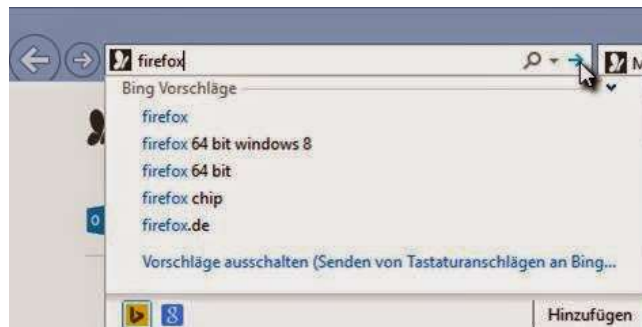 firefox
M
Bing Vorschläge
firefox
firefox 64 bit windows 8
firefox 64 bit
firefox chip
firefox.de
Vorschläge ausschalten (Senden von Tastaturanschlägen an Bing...
Hinzufügen